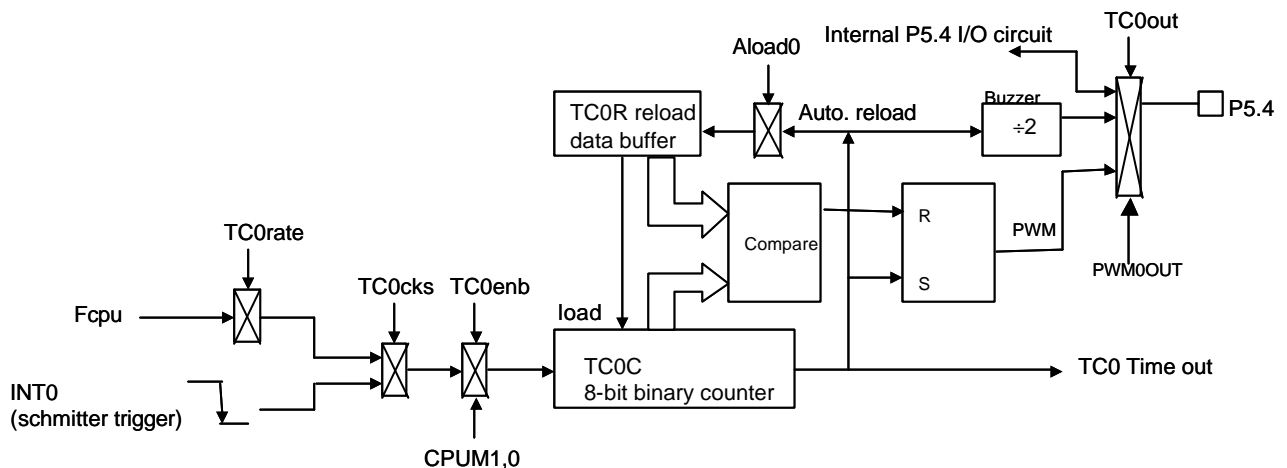 TC0out
Internal P5.4 I/O circuit
Aload0
Buzzer
TC0R reload
data buffer
Auto. reload
÷2
P5.4
TC0rate
R
Compare
PWM
TC0cks
TC0enb
S
PWM0OUT
Fcpu
load
TC0C
8-bit binary counter
TC0 Time out
INT0
(schmitter trigger)
CPUM1,0